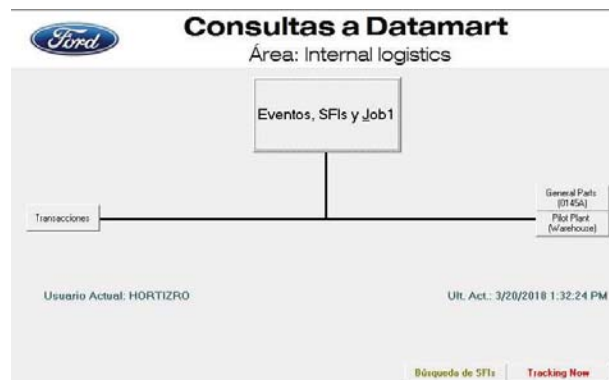 Ford
Consultas a Datamart
Área: Internal logistics
Eventos, SFIs y Job1
Transacciones
General Parts
(0145A)
Pilot Plant
(Warehouse)
Usuario Actual: HORTIZRO
Ult. Act.: 3/20/2018 1:32:24 PM
Búsqueda de SFIs
Tracking Now